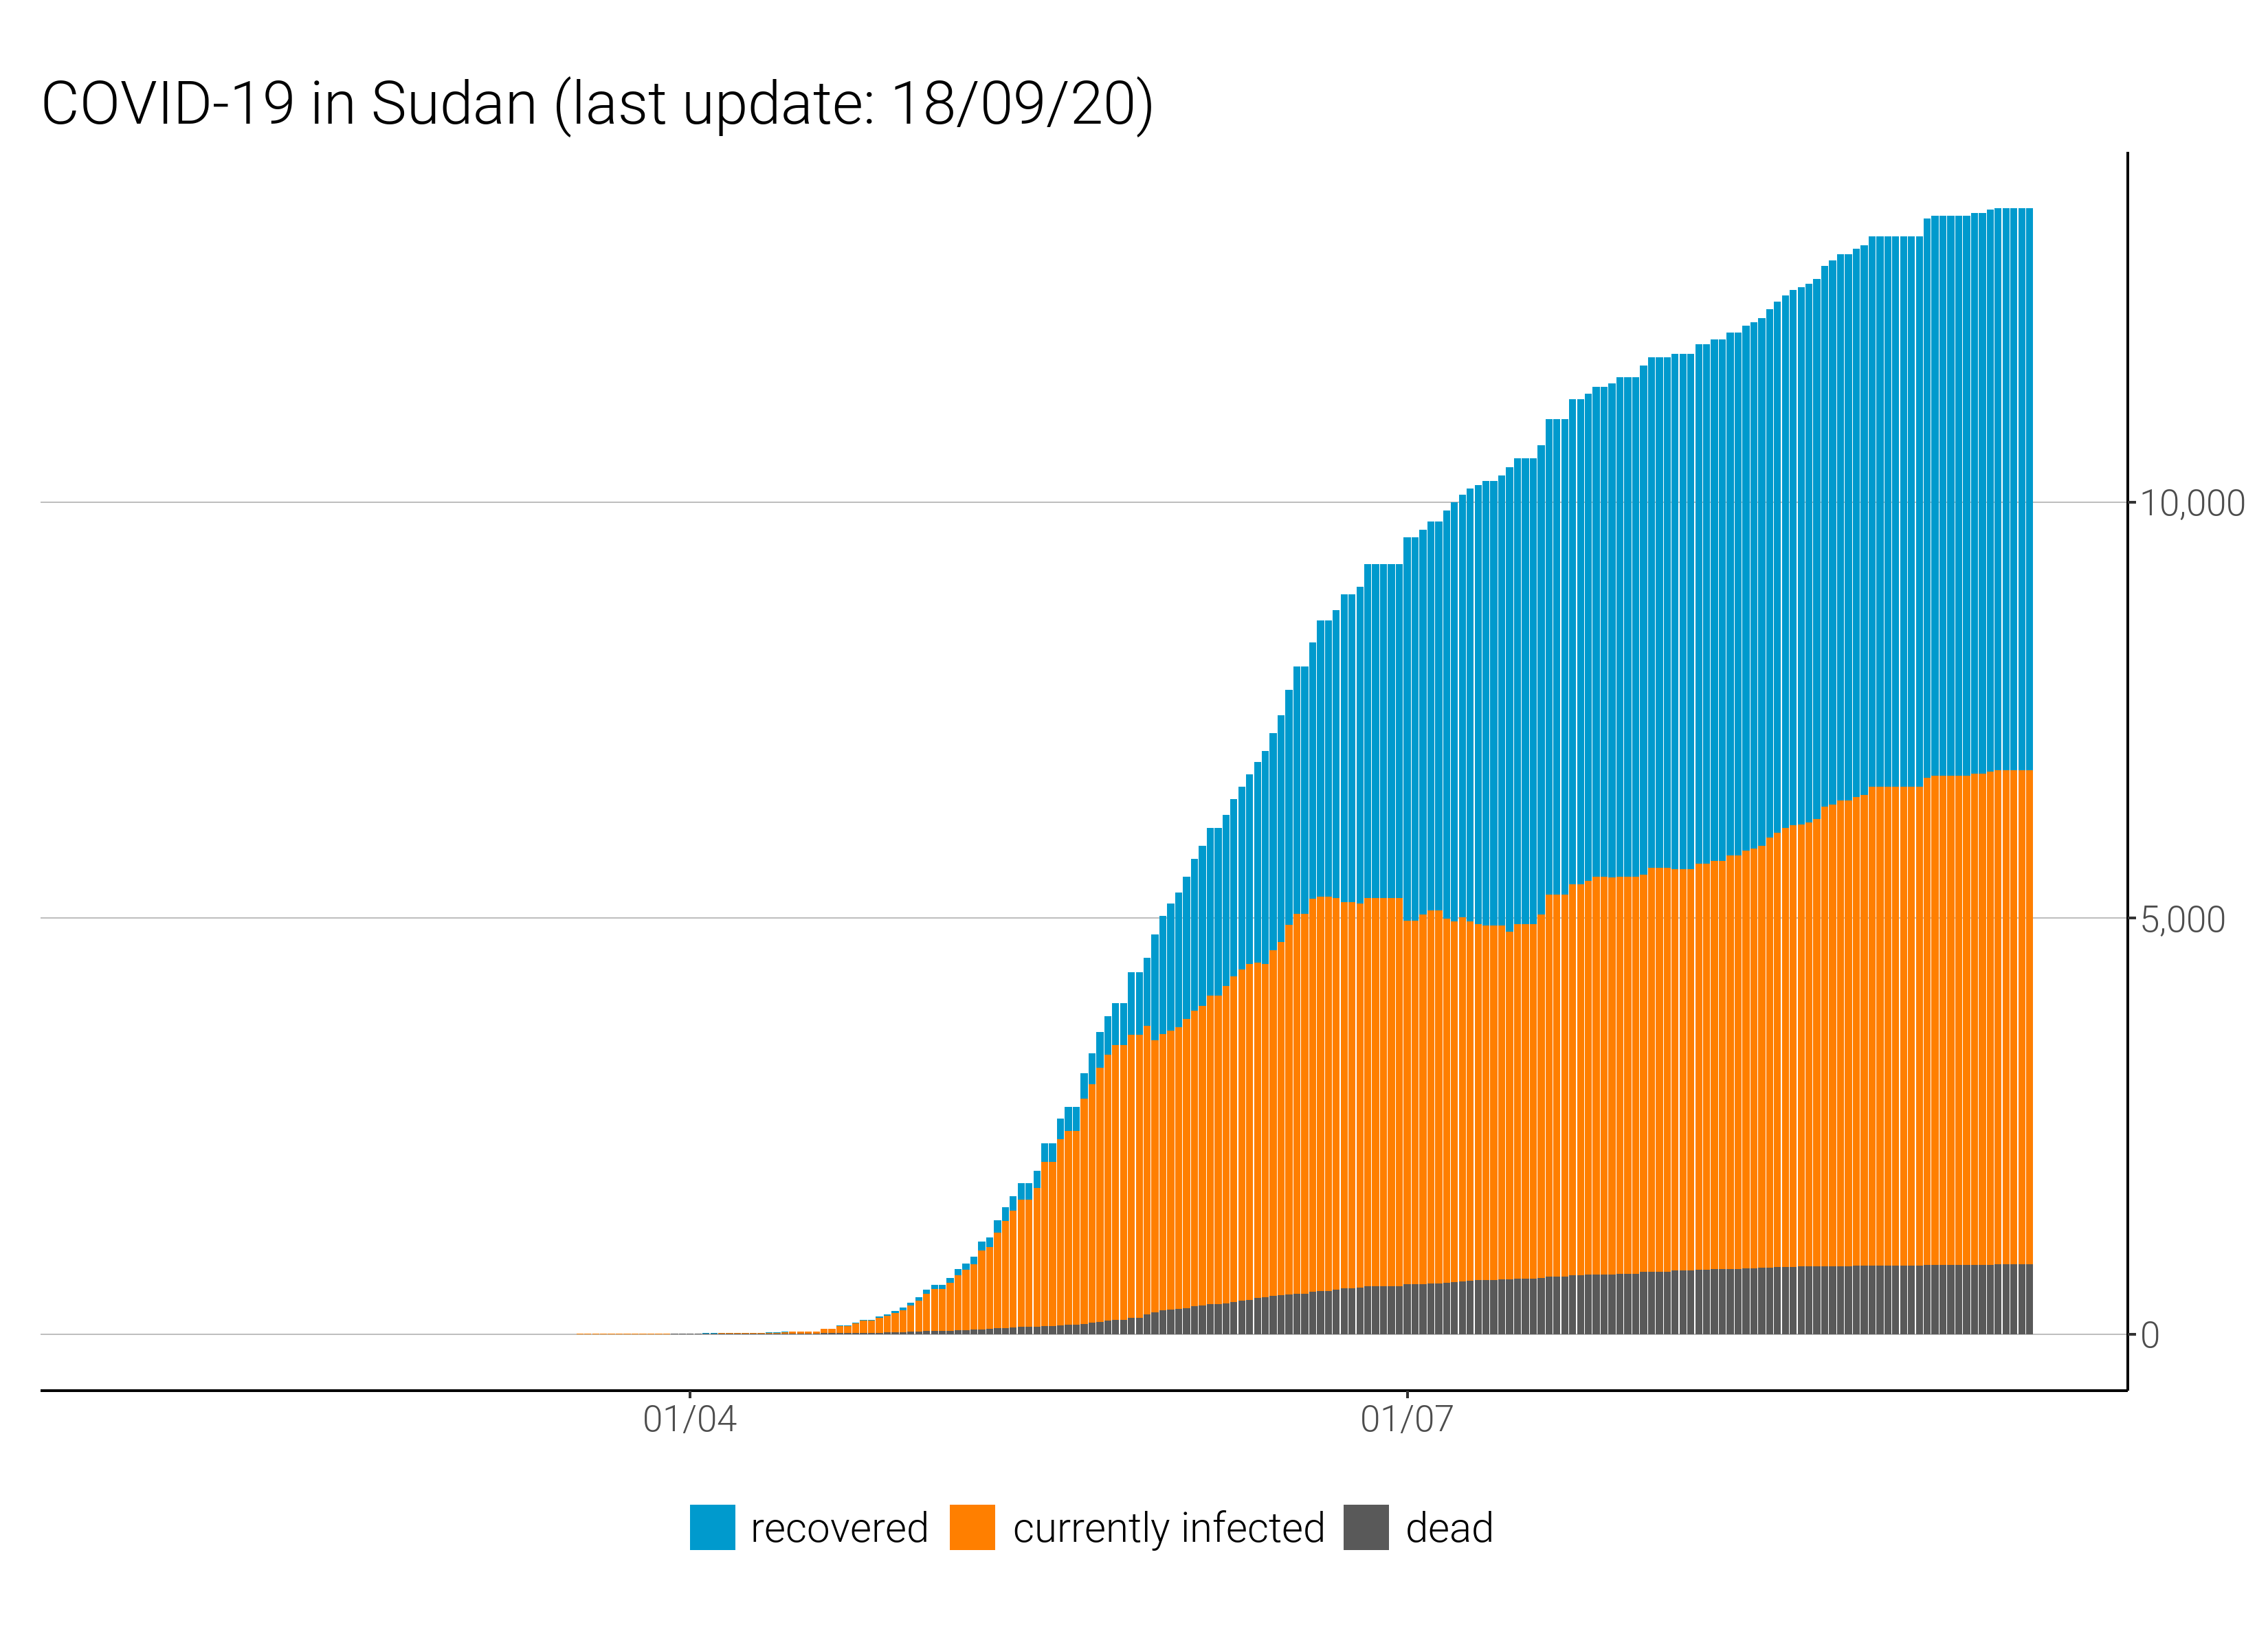 COVID-19 in Sudan (last update: 18/09/20)
10,000
5,000
0
01/04 01/07
recovered currently infected dead